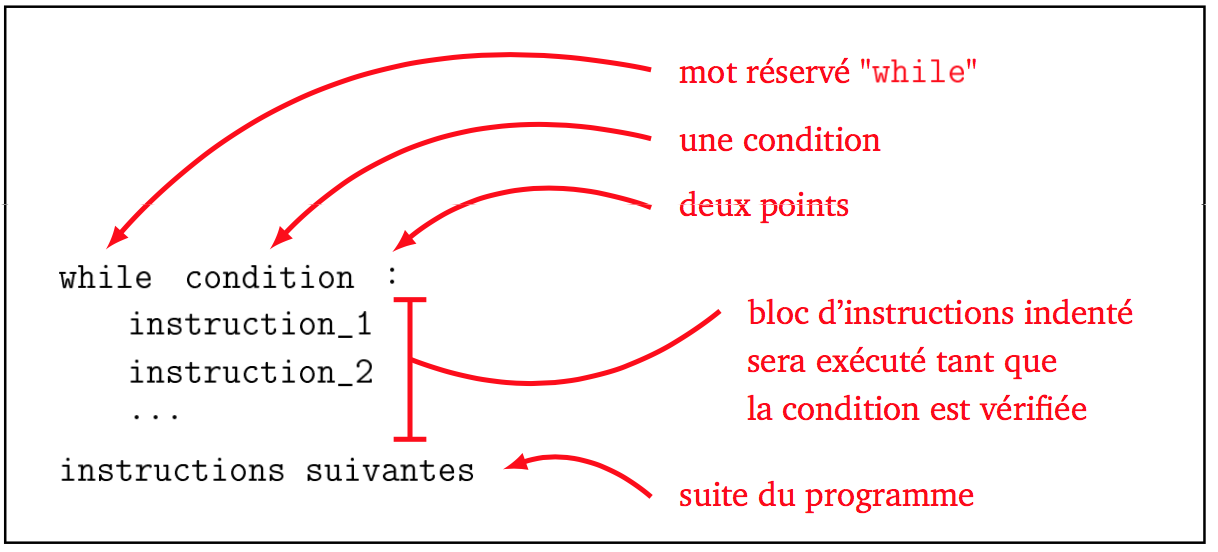 mot réservé "while"
une condition
deux points
while condition :
instruction_1
instruction_2
...
instructions suivantes
bloc d’instructions indenté
sera exécuté tant que
la condition est vérifiée
suite du programme